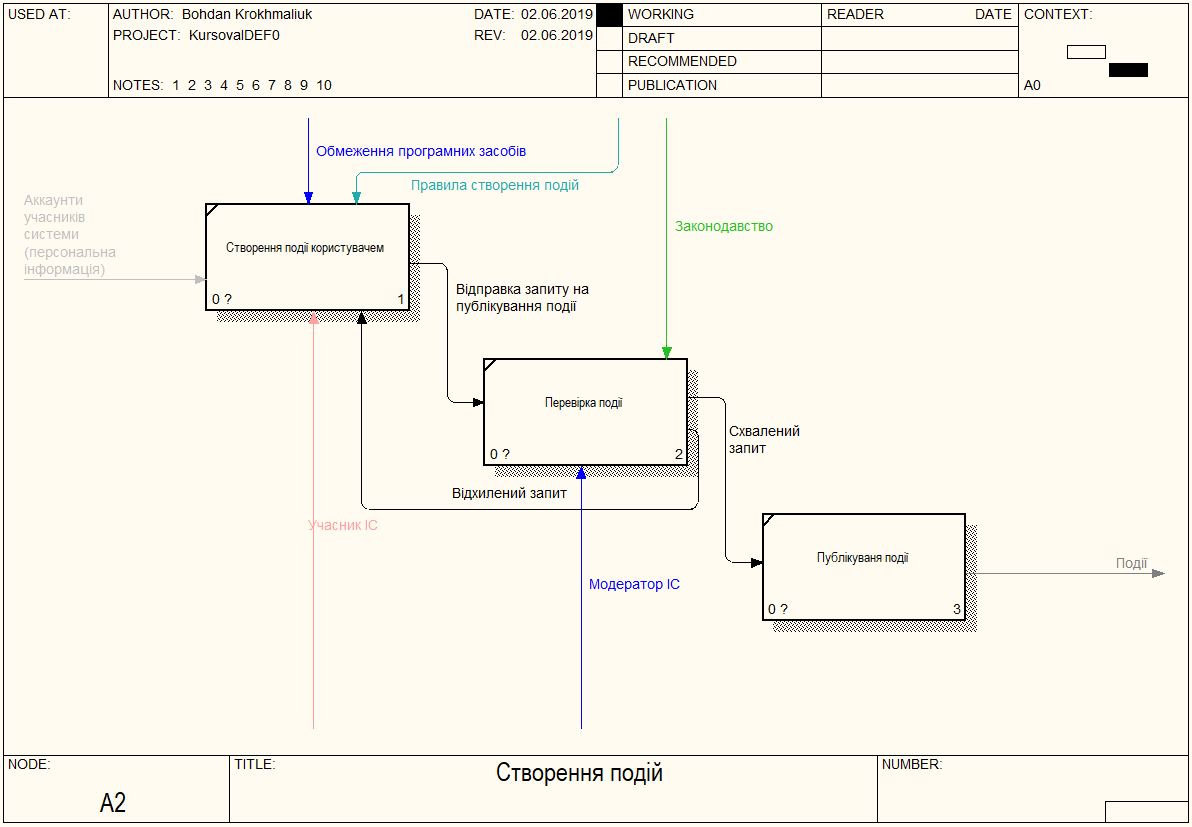 USED AT:
AUTHOR: Bohdan Krokhmaliuk
DATE: 02.06.2019
PROJECT: KursovaIDEF0
REV: 02.06.2019
NOTES: 1 2 3 4 5 6 7 8 9 10
WORKING
DRAFT
RECOMMENDED
PUBLICATION
READER
DATE
CONTEXT:
A0
Обмеження програмних засобів
Правила створення подій
Аккаунти
учасників
системи
(персональна
інформація)
Законодавство
Створення події користувачем
0 ?
1
Відправка запиту на
публікування події
Перевірка події
0 ?
2
Схвалений
запит
Відхилений запит
Учасник ІС
Модератор ІС
Публікуваня події
0 ?
3
Події
NODE:
A2
TITLE:
Створення подій
NUMBER: